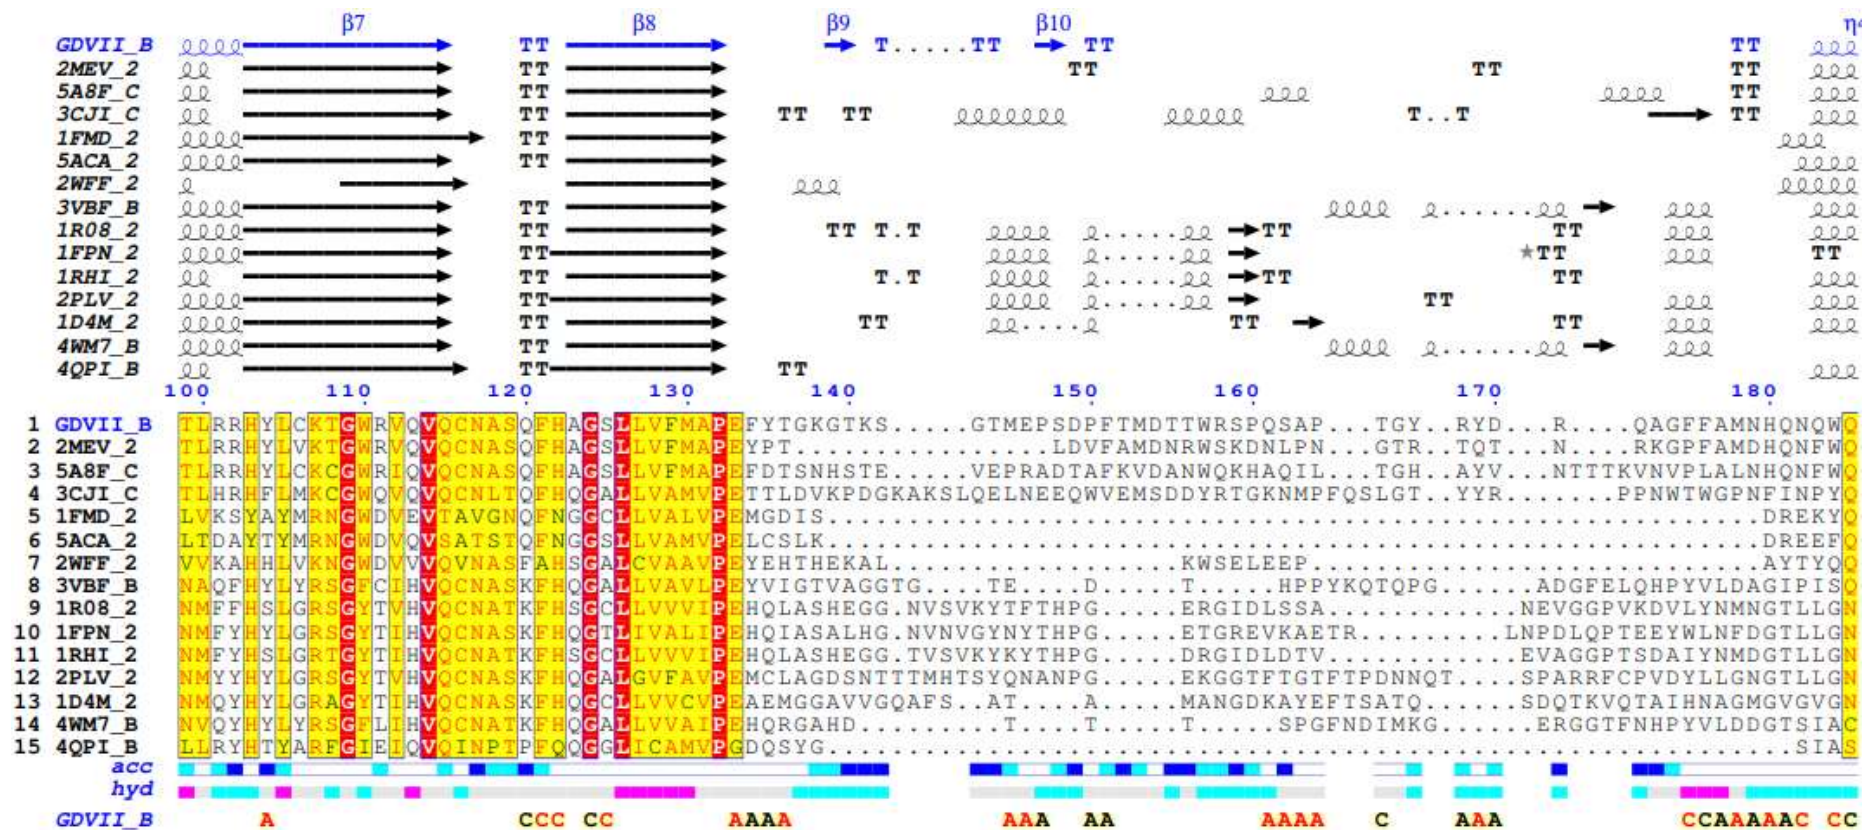 β7 β8 β9 β10 η4
GDVII_B TT T.....TT TT TT
2MEV_2 TT TT TT TT
5A8F_C TT TT
3CJI_C TT TT TT T..T TT
1FMD_2 TT
5ACA_2 TT
2WFF_2
3VBF_B TT
1R08_2 TT TT T.T TT TT
1FPN_2 TT TT TT
1RHI_2 TT T.T TT TT
2PLV_2 TT TT
1D4M_2 TT TT TT TT
4WM7_B TT
4QPI_B TT TT
100 110 120 130 140 150 160 170 180
1 GDVII_B TLRRHYLCKTGWRVQVQCNASQFHAGSLLVFMAPEFYTGKGTKS.....GTMEPSDPFTMDTTWRSPQSAP...TGY..RYD...R....QAGFFAMNHQNQWQ
2 2MEV_2 TLRRHYLVKTGWRVQVQCNASQFHAGSLLVFMAPEYPT................LDVFAMDNRWSKDNLPN...GTR..TQT...N....RKGPFAMNHQNFWQ
3 5A8F_C TLRRHYLCKCGWRIQVQCNASQFHAGSLLVFMAPEFDTSNHSTE.....VEPRADTAFKVDANWQKHAQIL...TGH..AYV...NTTTKVNVPLALNHQNFWQ
4 3CJI_C TLHRHFLMKCGWQVQVQCNLTQFHQGALLVAMVPETTLDVKPDGKAKSLQELNEEQWVEMSDDYRTGKNMPFQSLGT..YYR.......PPNWTWGPNFINPYQ
5 1FMD_2 LVKSYAYMRNGWDVEVTAVGNQFNGGCLLVALVPEMGDIS..........................................................DREKYQ
6 5ACA_2 LTDAYTYMRNGWDVQVSATSTQFNGGSLLVALVPELCSLK..........................................................DREEFQ
7 2WFF_2 VVKAHHLVKNGWDVVVQVNASFAHSGALCVAAVPEYEHTHEKAL..................KWSELEEP............................AYTYQQ
8 3VBF_B NAQFHYLYRSGFCIHVQCNASKFHQGALLVAVLPEYVIGTVAGGTG....TE....D.....T.....HPPYKQTQPG......ADGFELQHPYVLDAGIPISQ
9 1R08_2 NMFFHSLGRSGYTVHVQCNATKFHSGCLLVVVIPEHQLASHEGG.NVSVKYTFTHPG.....ERGIDLSSA............NEVGGPVKDVLYNMNGTLLGN
10 1FPN_2 NMFYHYLGRSGYTIHVQCNASKFHQGTLIVALIPEHQIASALHG.NVNVGYNYTHPG.....ETGREVKAETR.........LNPDLQPTEEYWLNFDGTLLGN
11 1RHI_2 NMFYHSLGRTGYTIHVQCNASKFHSGCLLVVVIPEHQLASHEGG.TVSVKYKYTHPG.....DRGIDLDTV............EVAGGPTSDAIYNMDGTLLGN
12 2PLV_2 NMYYHYLGRSGYTVHVQCNASKFHQGALGVFAVPEMCLAGDSNTTTMHTSYQNANPG.....EKGGTFTGTFTPDNNQT....SPARRFCPVDYLLGNGTLLGN
13 1D4M_2 NMQYHYLGRAGYTIHVQCNASKFHQGCLLVVCVPEAEMGGAVVGQAFS..AT....A.....MANGDKAYEFTSATQ......SDQTKVQTAIHNAGMGVGVGN
14 4WM7_B NVQYHYLYRSGFLIHVQCNATKFHQGALLVVAIPEHQRGAHD.........T....T.....T......SPGFNDIMKG......ERGGTFNHPYVLDDGTSIAC
15 4QPI_B LLRYHTYARFGIEIQVQINPTPFQQGGLICAMVPGDQSYG............................................................SIAS
acc
hyd
GDVII_B A CCC CC AAAA AAA AA AAAA C AAA CCAAAAAC CC